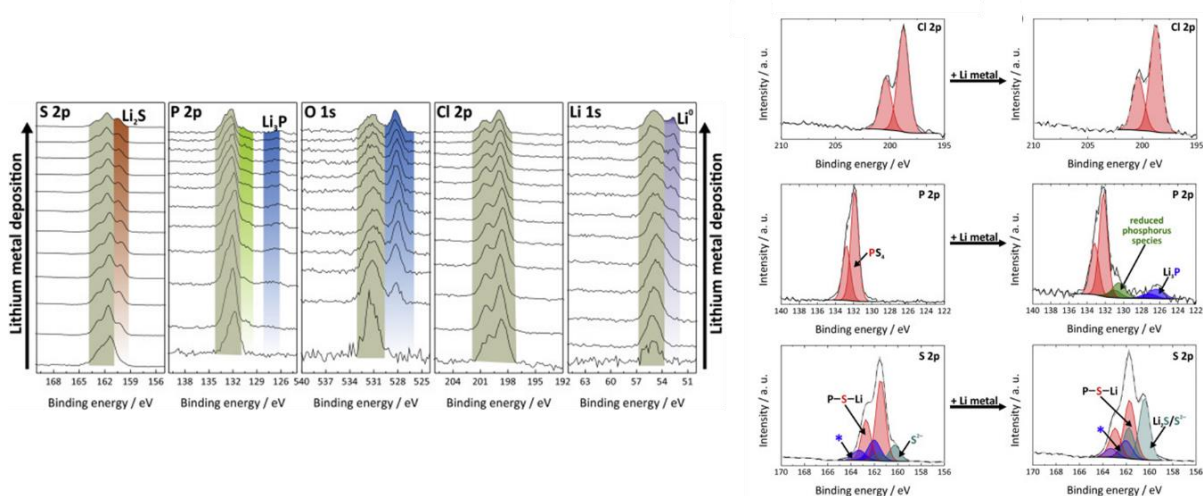 S 2p
Li₂S
P 2p
Li₃P
O 1s
Cl 2p
Li 1s
Li⁰
Lithium metal deposition
Lithium metal deposition
168 165 162 159 156
138 135 132 129 126
540 537 534 531 528 525
204 201 198 195 192
63 60 57 54 51
Binding energy / eV
Binding energy / eV
Binding energy / eV
Binding energy / eV
Binding energy / eV
Cl 2p
Intensity / a. u.
210 205 200 195
Binding energy / eV
+ Li metal
Cl 2p
Intensity / a. u.
210 205 200 195
Binding energy / eV
P 2p
PS₄
Intensity / a. u.
140 138 136 134 132 130 128 126 124 122
Binding energy / eV
+ Li metal
P 2p
reduced
phosphorus
species
Li₃P
Intensity / a. u.
140 138 136 134 132 130 128 126 124 122
Binding energy / eV
S 2p
P–S–Li
*
S²⁻
Intensity / a. u.
170 168 166 164 162 160 158 156
Binding energy / eV
+ Li metal
S 2p
P–S–Li
*
Li₂S/S²⁻
Intensity / a. u.
170 168 166 164 162 160 158 156
Binding energy / eV